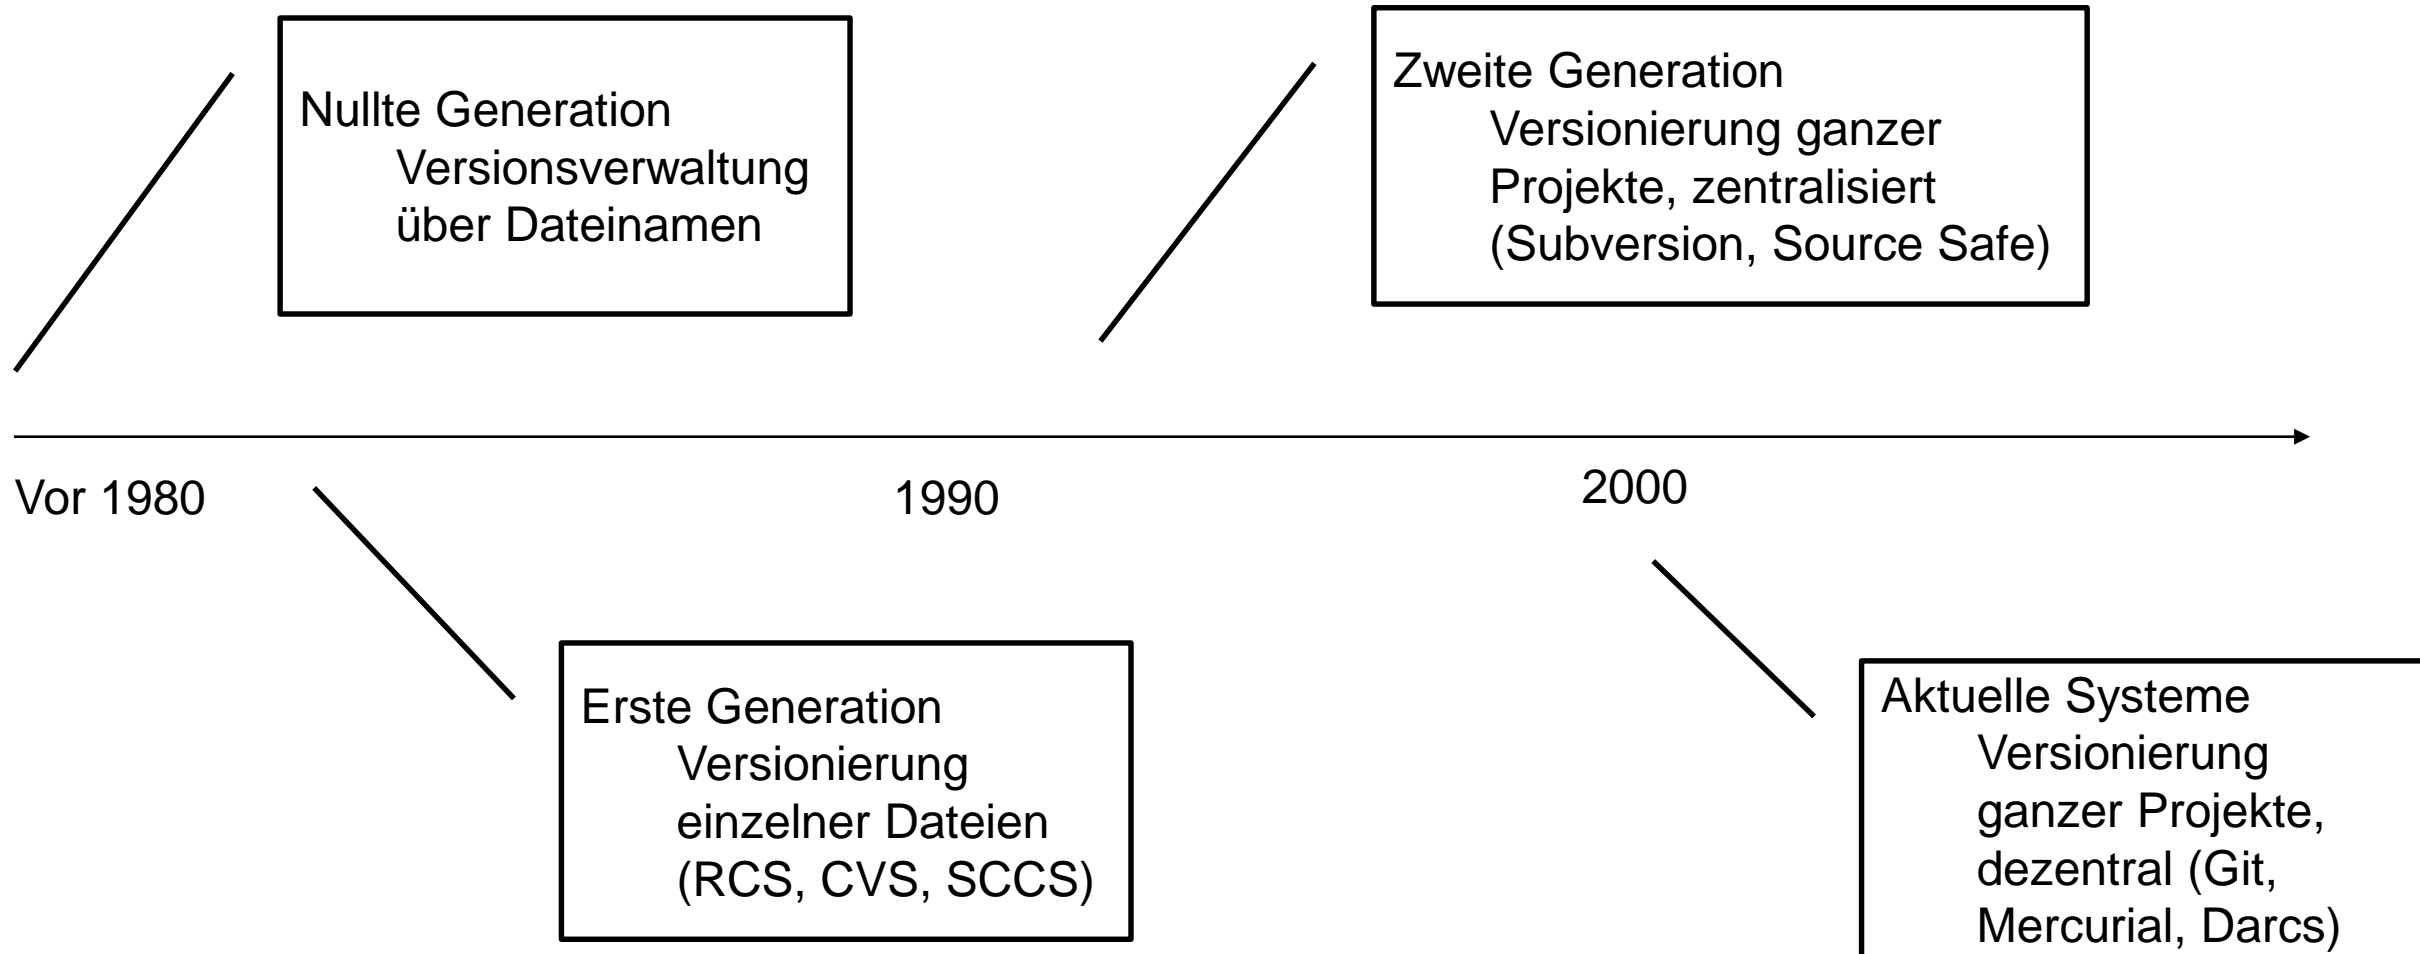 Nullte Generation
Versionsverwaltung
über Dateinamen
Zweite Generation
Versionierung ganzer
Projekte, zentralisiert
(Subversion, Source Safe)
Vor 1980
1990
2000
Erste Generation
Versionierung
einzelner Dateien
(RCS, CVS, SCCS)
Aktuelle Systeme
Versionierung
ganzer Projekte,
dezentral (Git,
Mercurial, Darcs)